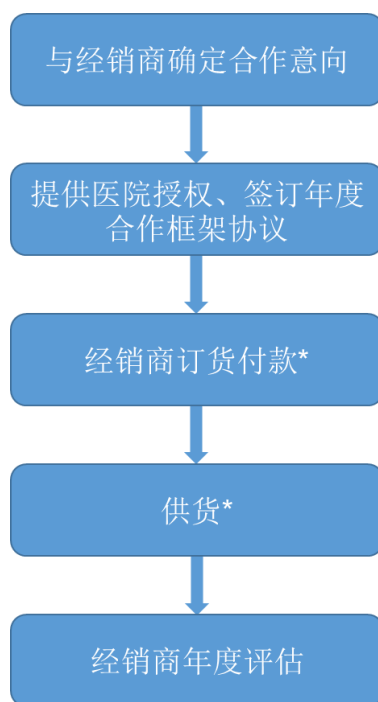 与经销商确定合作意向
提供医院授权、签订年度
合作框架协议
经销商订货付款*
供货*
经销商年度评估